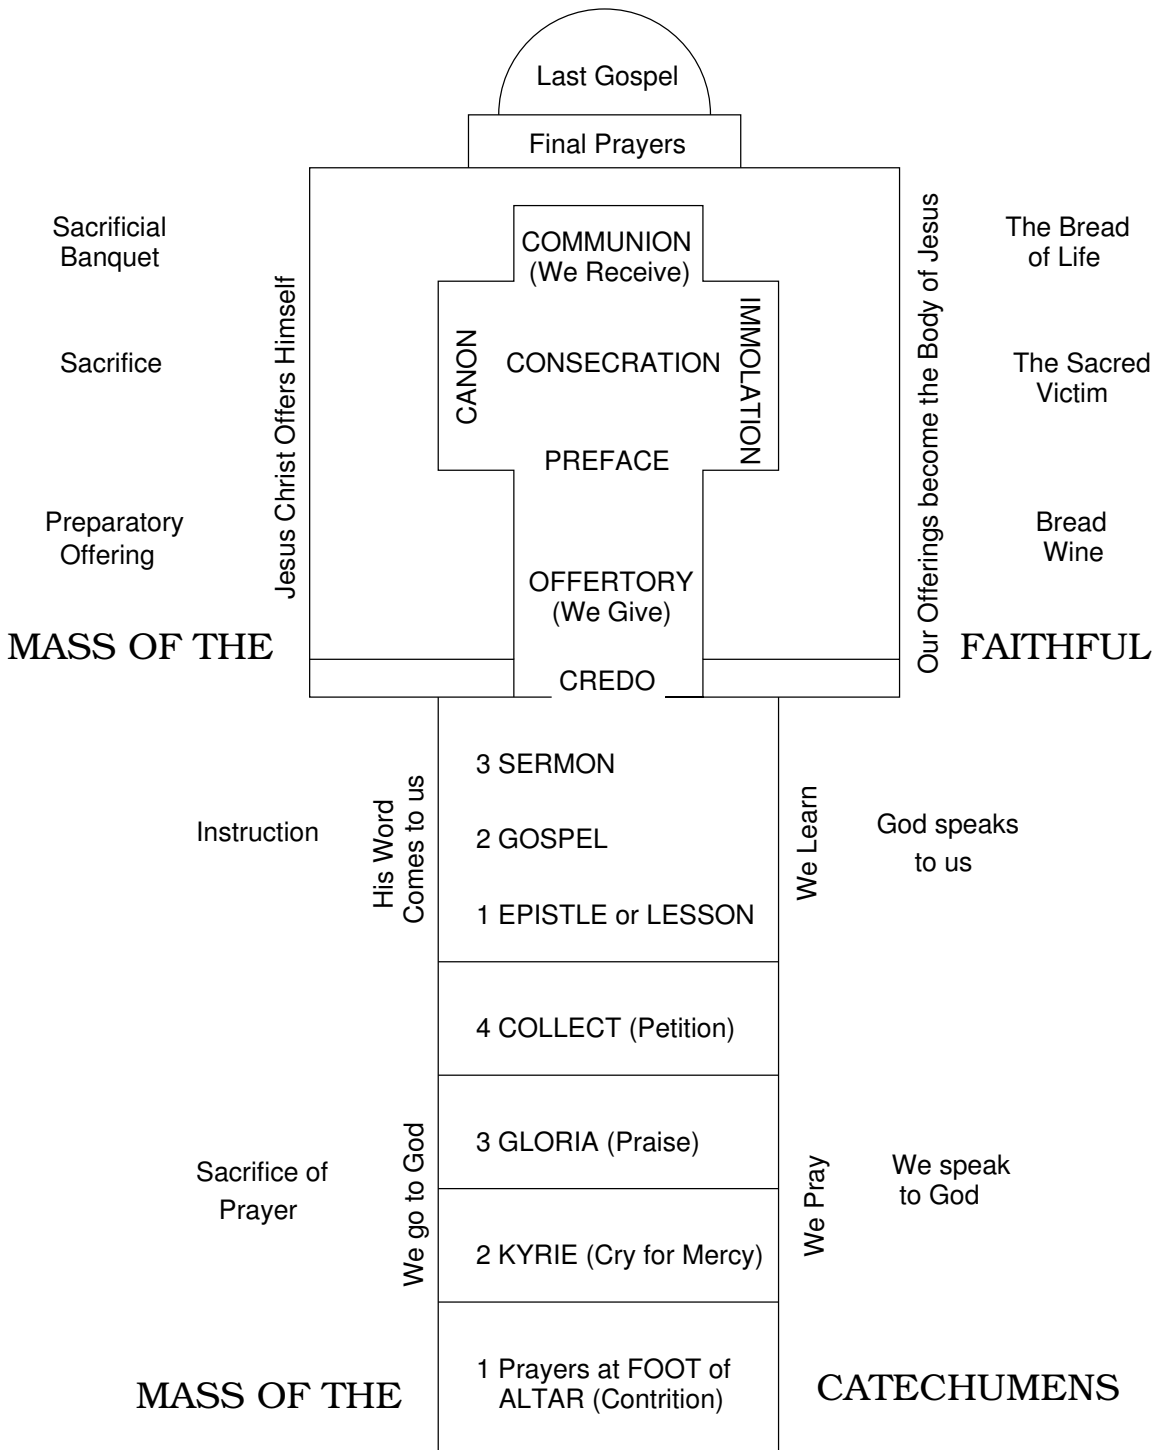 Last Gospel
Final Prayers
Sacrificial
Banquet
Jesus Christ Offers Himself
COMMUNION
(We Receive)
Our Offerings become the Body of Jesus
The Bread
of Life
Sacrifice
CANON
CONSECRATION
IMMOLATION
The Sacred
Victim
PREFACE
Preparatory
Offering
Bread
Wine
OFFERTORY
(We Give)
MASS OF THE
FAITHFUL
CREDO
3 SERMON
Instruction
His Word
Comes to us
2 GOSPEL
We Learn
God speaks
to us
1 EPISTLE or LESSON
4 COLLECT (Petition)
3 GLORIA (Praise)
Sacrifice of
Prayer
We go to God
We Pray
We speak
to God
2 KYRIE (Cry for Mercy)
1 Prayers at FOOT of
ALTAR (Contrition)
MASS OF THE
CATECHUMENS